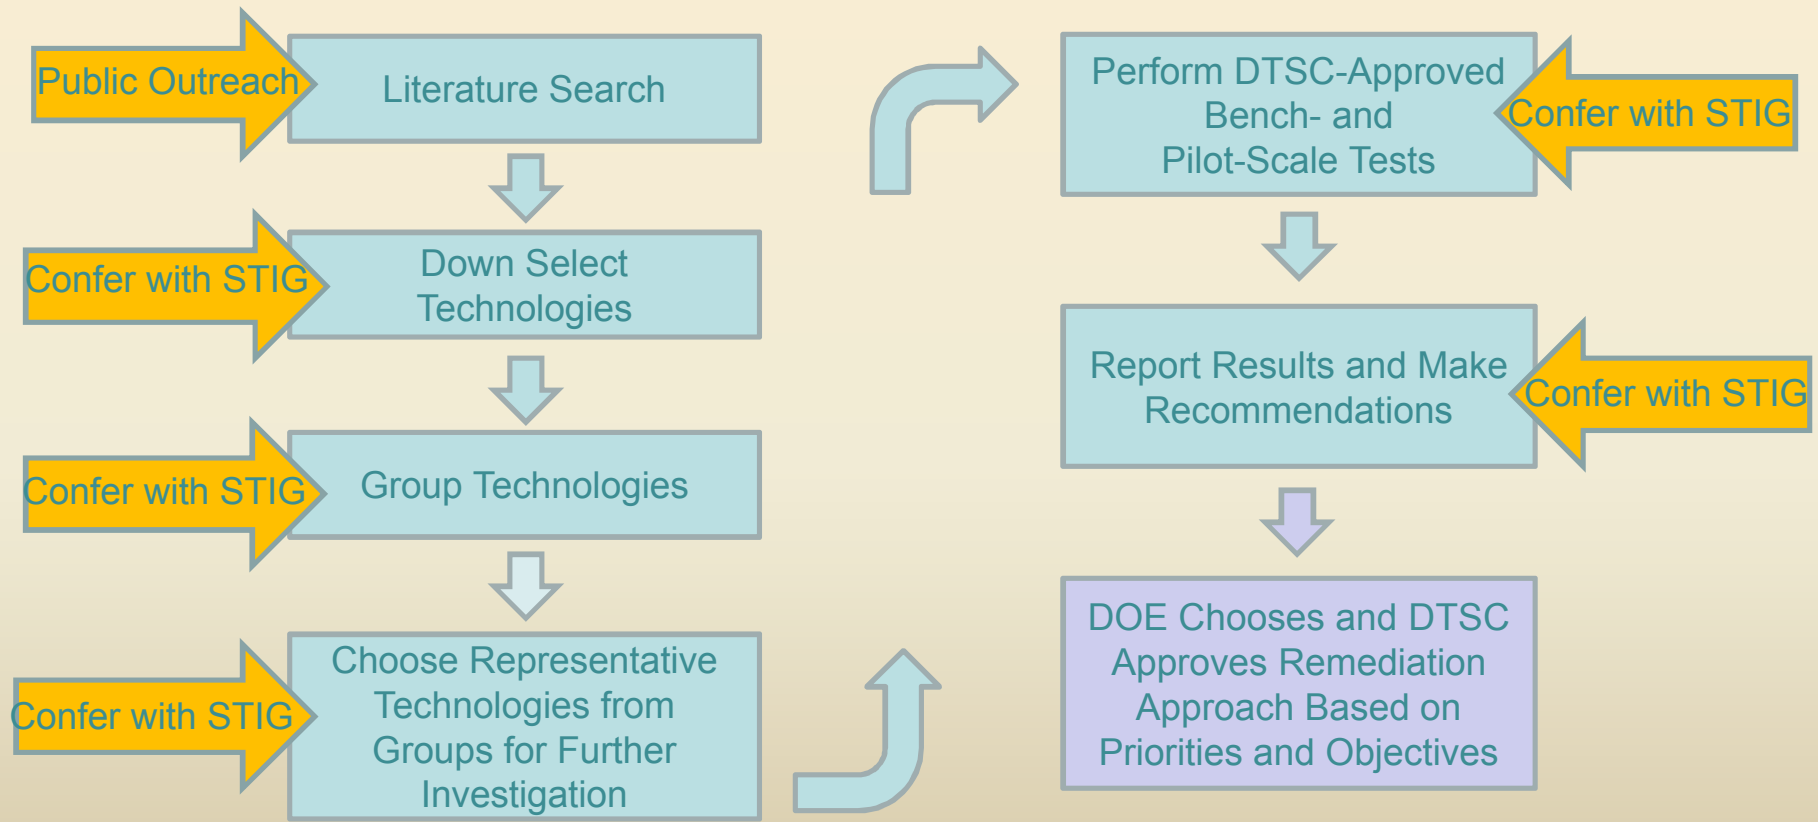 Public Outreach
Literature Search
Confer with STIG
Down Select
Technologies
Confer with STIG
Group Technologies
Confer with STIG
Choose Representative
Technologies from
Groups for Further
Investigation
Perform DTSC-Approved
Bench- and
Pilot-Scale Tests
Confer with STIG
Report Results and Make
Recommendations
Confer with STIG
DOE Chooses and DTSC
Approves Remediation
Approach Based on
Priorities and Objectives